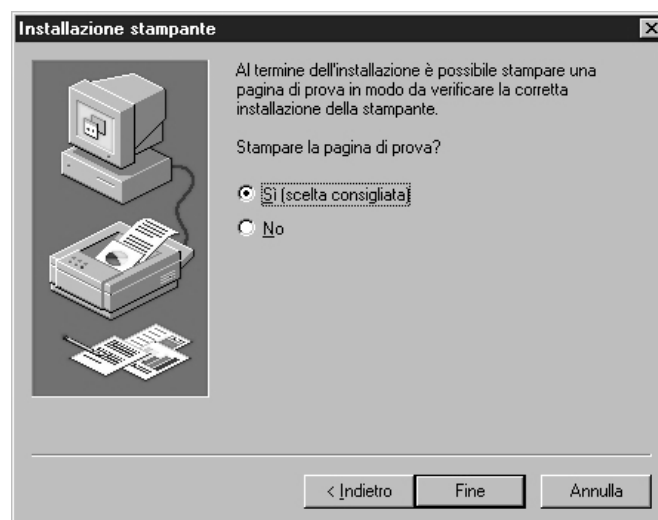 Installazione stampante
Al termine dell'installazione è possibile stampare una
pagina di prova in modo da verificare la corretta
installazione della stampante.
Stampare la pagina di prova?
Sì (scelta consigliata)
No
< Indietro
Fine
Annulla